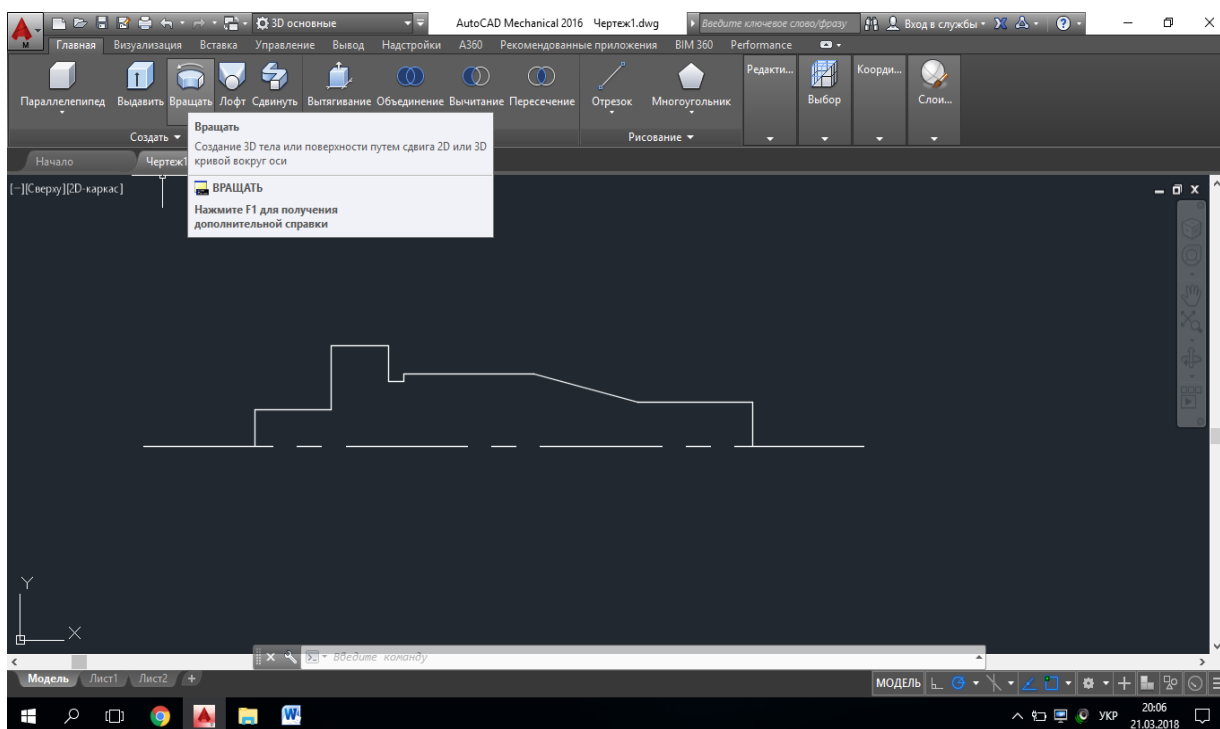 3D основные AutoCAD Mechanical 2016 Чертеж1.dwg Введите ключевое слово/фразу Вход в службы
M Главная Визуализация Вставка Управление Вывод Надстройки A360 Рекомендованные приложения BIM 360 Performance
Параллелепипед Выдавить Вращать Лофт Сдвинуть Вытягивание Объединение Вычитание Пересечение Отрезок Многоугольник Редакти... Выбор Коорди... Слои...
Создать Рисование
Начало Чертеж1
Вращать
Создание 3D тела или поверхности путем сдвига 2D или 3D
кривой вокруг оси
ВРАЩАТЬ
Нажмите F1 для получения
дополнительной справки
[−][Сверху][2D-каркас]
Y
X
Введите команду
Модель Лист1 Лист2 +
МОДЕЛЬ
УКР 20:06
21.03.2018